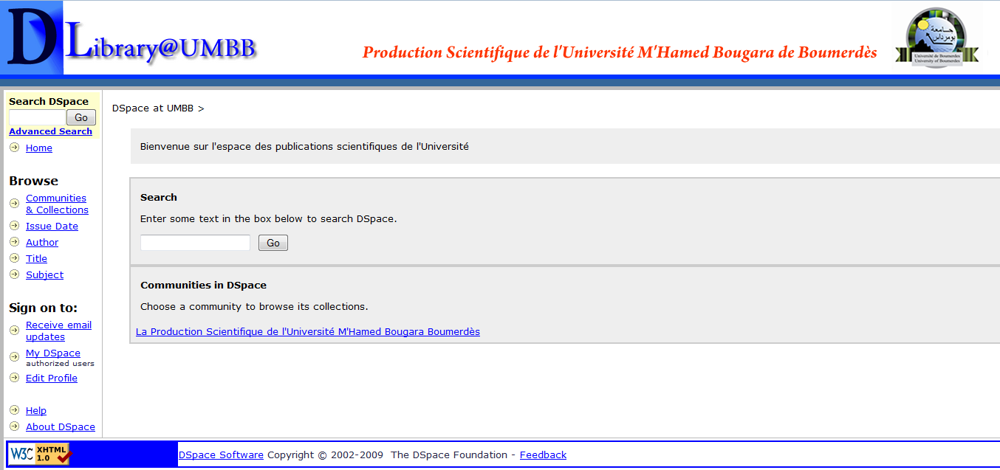 DLibrary@UMBB
Production Scientifique de l'Université M'Hamed Bougara de Boumerdès
جامعة
بومرداس
Université de Boumerdes
University of Boumerdes
Search DSpace
Go
Advanced Search
Home
Browse
Communities
& Collections
Issue Date
Author
Title
Subject
Sign on to:
Receive email
updates
My DSpace
authorized users
Edit Profile
Help
About DSpace
DSpace at UMBB >
Bienvenue sur l'espace des publications scientifiques de l'Université
Search
Enter some text in the box below to search DSpace.
Go
Communities in DSpace
Choose a community to browse its collections.
La Production Scientifique de l'Université M'Hamed Bougara Boumerdès
W3C XHTML
1.0
DSpace Software Copyright © 2002-2009 The DSpace Foundation - Feedback